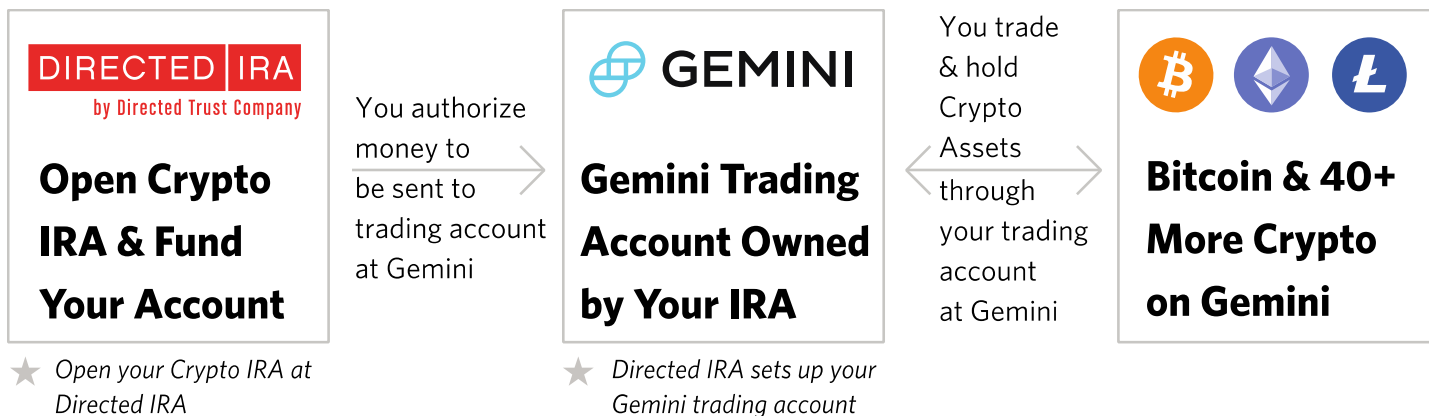 DIRECTED IRA
by Directed Trust Company
Open Crypto
IRA & Fund
Your Account
Open your Crypto IRA at
Directed IRA
You authorize
money to
be sent to
trading account
at Gemini
GEMINI
Gemini Trading
Account Owned
by Your IRA
Directed IRA sets up your
Gemini trading account
You trade
& hold
Crypto
Assets
through
your trading
account
at Gemini
Bitcoin & 40+
More Crypto
on Gemini